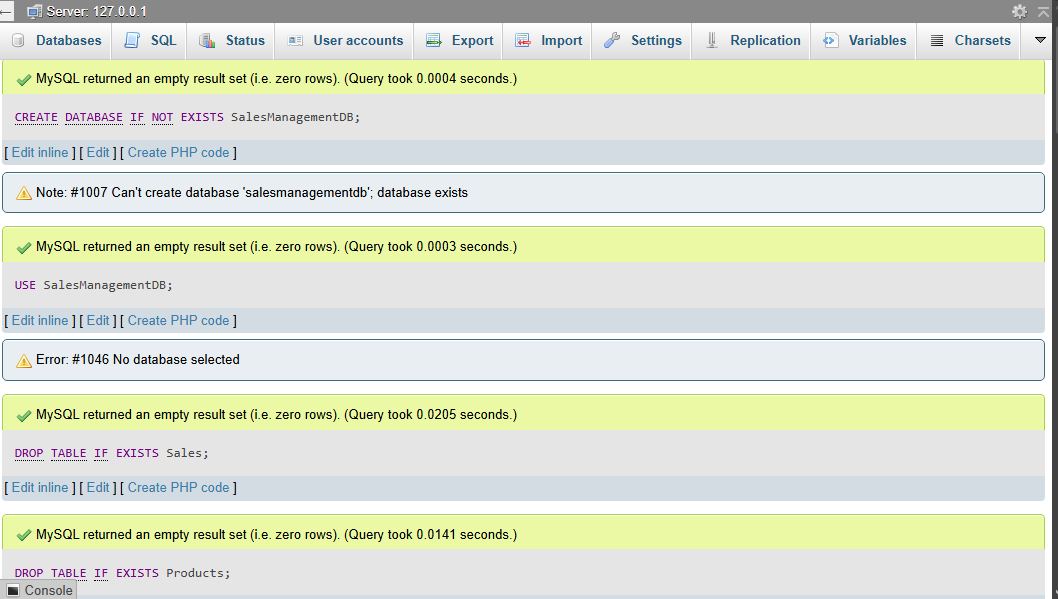 Server: 127.0.0.1
Databases SQL Status User accounts Export Import Settings Replication Variables Charsets
MySQL returned an empty result set (i.e. zero rows). (Query took 0.0004 seconds.)
CREATE DATABASE IF NOT EXISTS SalesManagementDB;
[ Edit inline ] [ Edit ] [ Create PHP code ]
Note: #1007 Can't create database 'salesmanagementdb'; database exists
MySQL returned an empty result set (i.e. zero rows). (Query took 0.0003 seconds.)
USE SalesManagementDB;
[ Edit inline ] [ Edit ] [ Create PHP code ]
Error: #1046 No database selected
MySQL returned an empty result set (i.e. zero rows). (Query took 0.0205 seconds.)
DROP TABLE IF EXISTS Sales;
[ Edit inline ] [ Edit ] [ Create PHP code ]
MySQL returned an empty result set (i.e. zero rows). (Query took 0.0141 seconds.)
DROP TABLE IF EXISTS Products;
Console